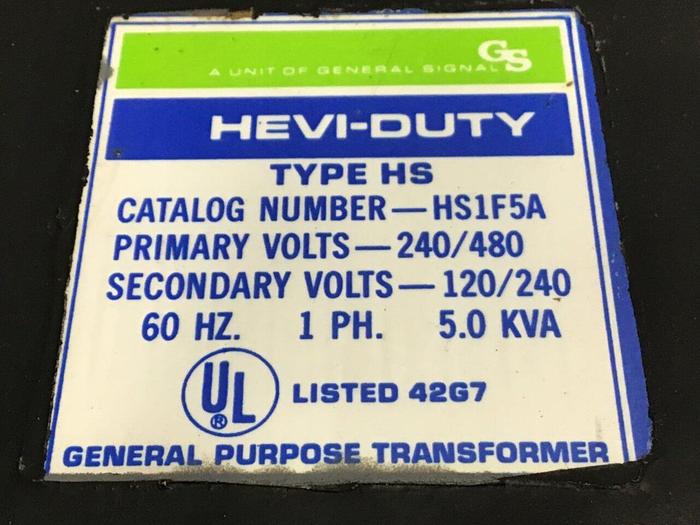 GS
A UNIT OF GENERAL SIGNAL
HEVI-DUTY
TYPE HS
CATALOG NUMBER — HS1F5A
PRIMARY VOLTS — 240/480
SECONDARY VOLTS — 120/240
60 HZ. 1 PH. 5.0 KVA
UL ® LISTED 42G7
GENERAL PURPOSE TRANSFORMER